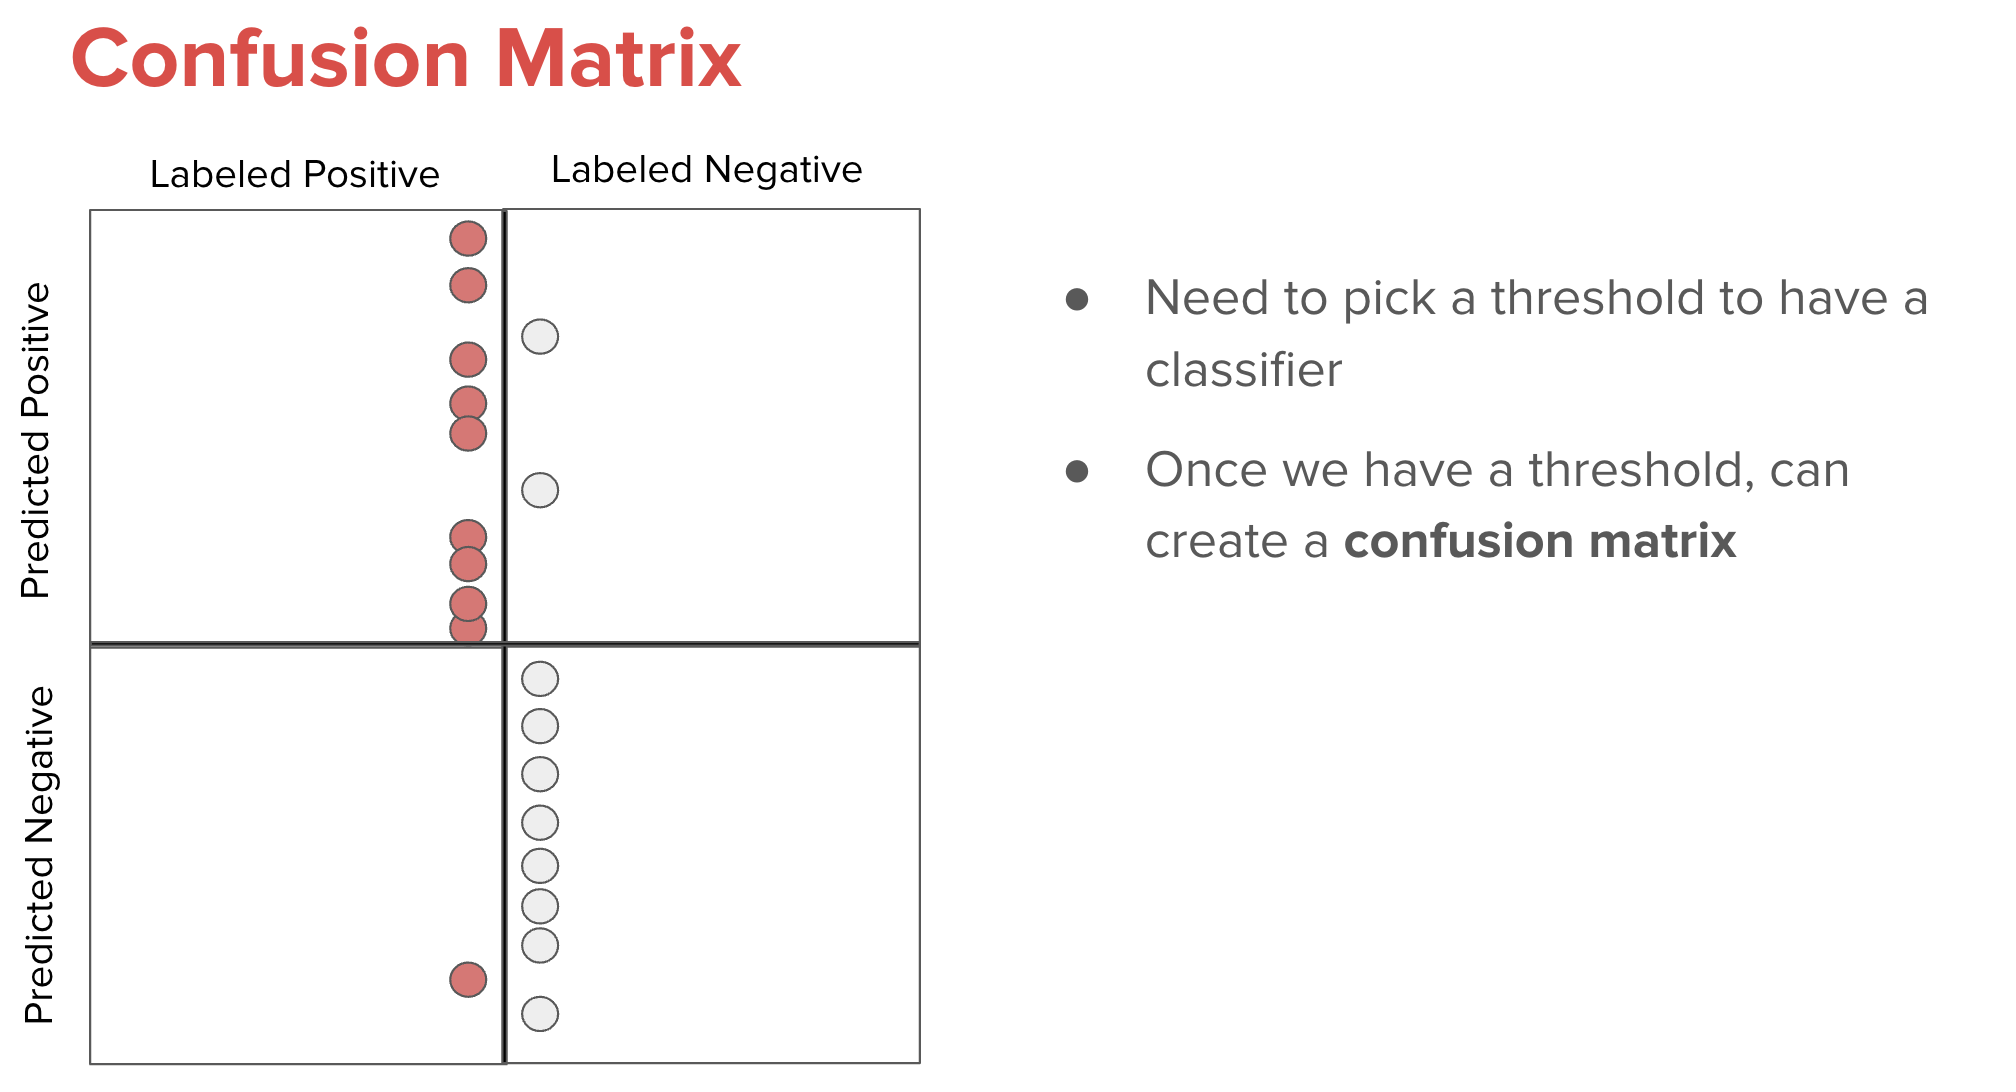 Confusion Matrix
Labeled Positive
Labeled Negative
Predicted Positive
Predicted Negative
● Need to pick a threshold to have a
classifier
● Once we have a threshold, can
create a confusion matrix